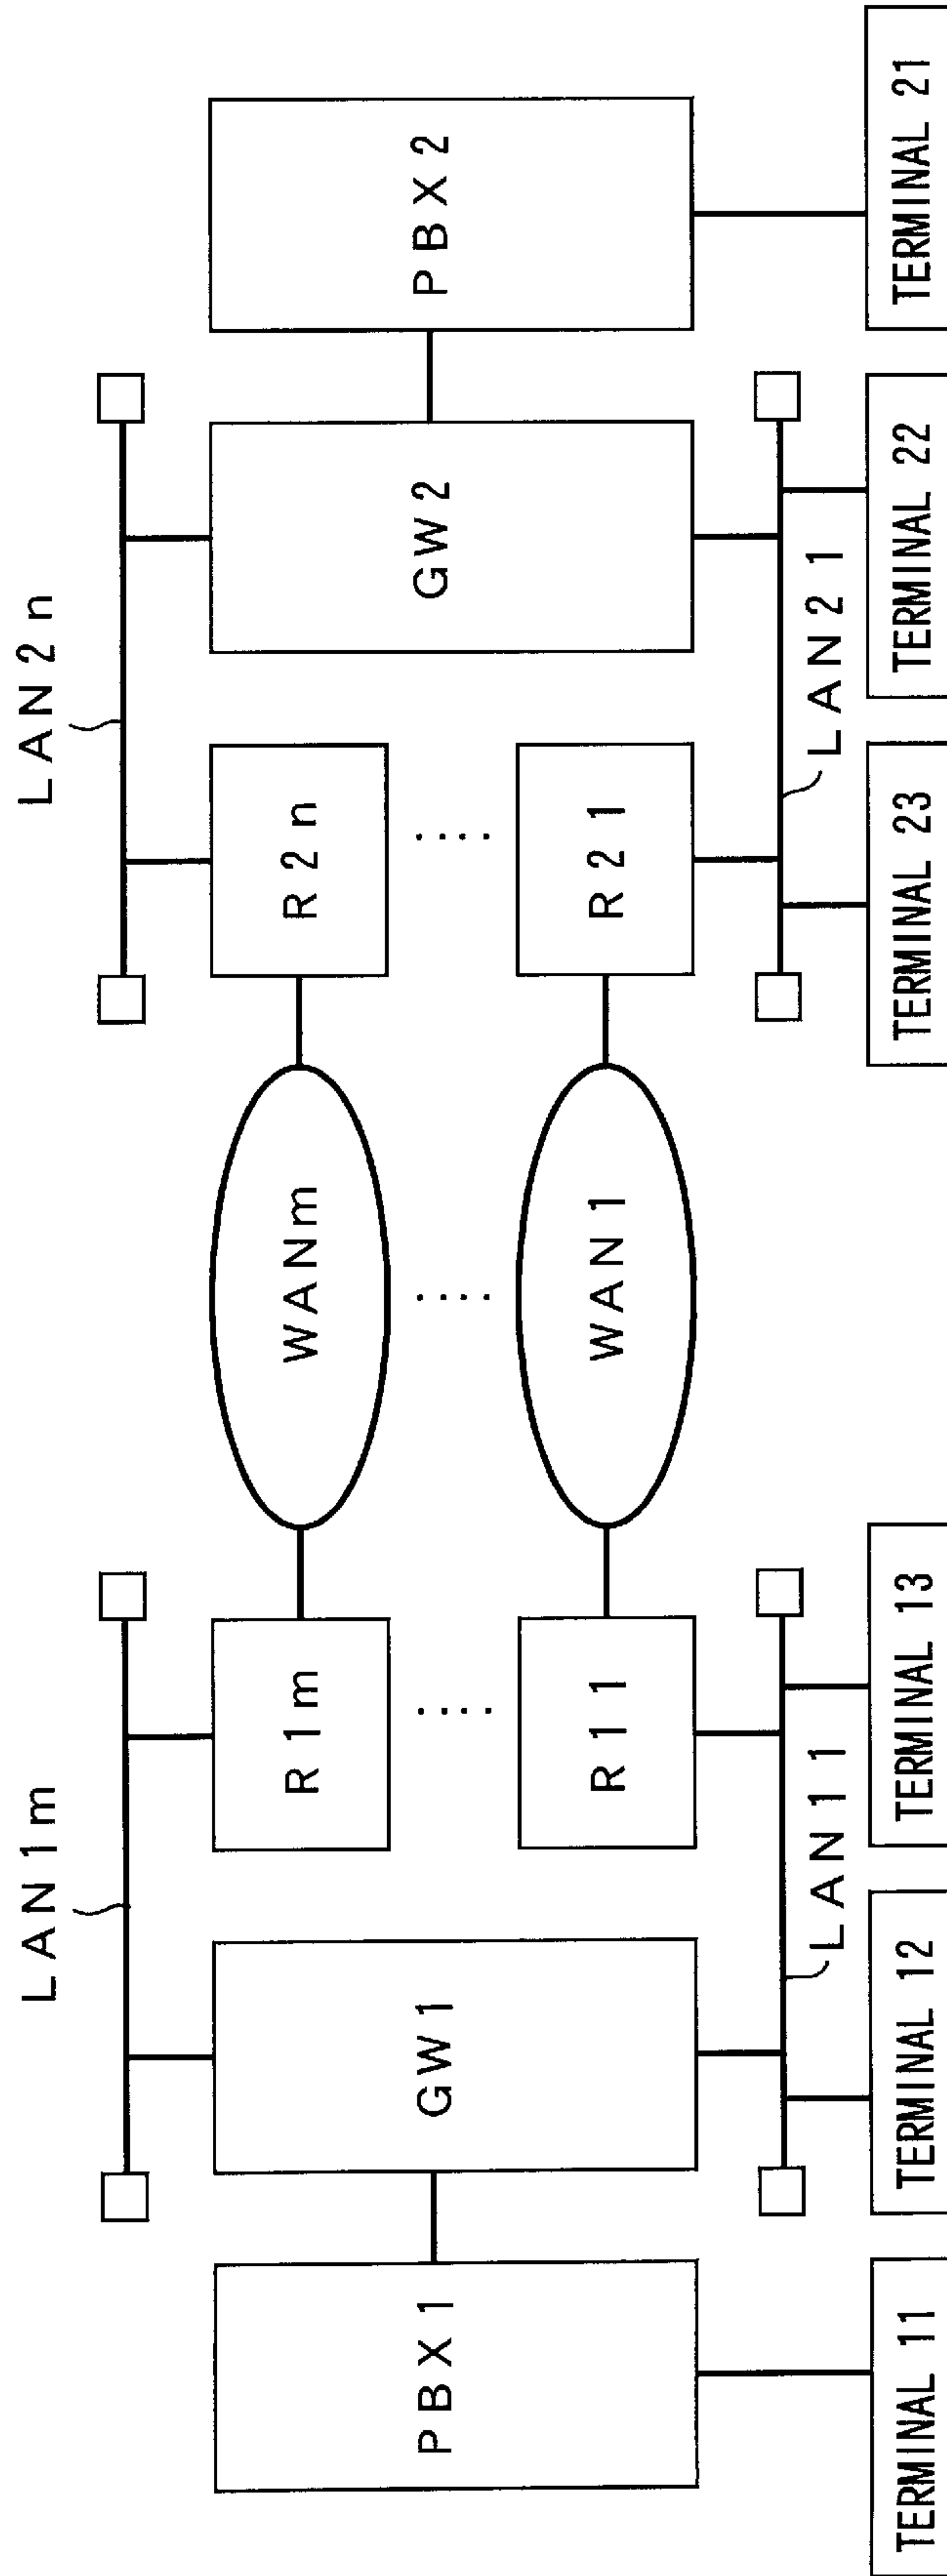 LAN1m
LAN2n
PBX1
GW1
R1m
....
R11
WANm
....
WAN1
R2n
....
R21
GW2
PBX2
LAN11
LAN21
TERMINAL 11
TERMINAL 12
TERMINAL 13
TERMINAL 23
TERMINAL 22
TERMINAL 21